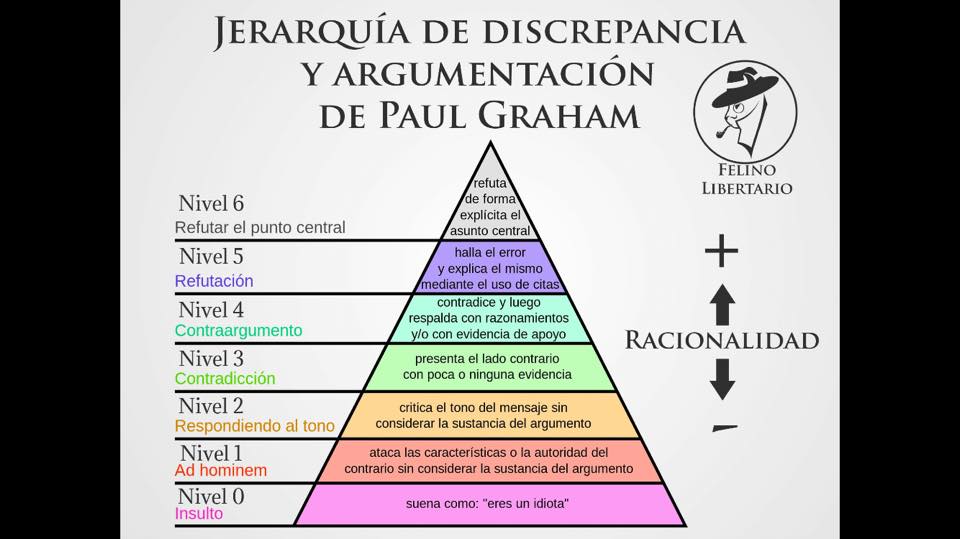 Jerarquía de discrepancia
y argumentación
de Paul Graham
Felino
Libertario
Nivel 6
Refutar el punto central
refuta
de forma
explícita el
asunto central
Nivel 5
Refutación
halla el error
y explica el mismo
mediante el uso de citas
Nivel 4
Contraargumento
contradice y luego
respalda con razonamientos
y/o con evidencia de apoyo
Nivel 3
Contradicción
presenta el lado contrario
con poca o ninguna evidencia
Nivel 2
Respondiendo al tono
critica el tono del mensaje sin
considerar la sustancia del argumento
Nivel 1
Ad hominem
ataca las características o la autoridad del
contrario sin considerar la sustancia del argumento
Nivel 0
Insulto
suena como: "eres un idiota"
+
Racionalidad
-